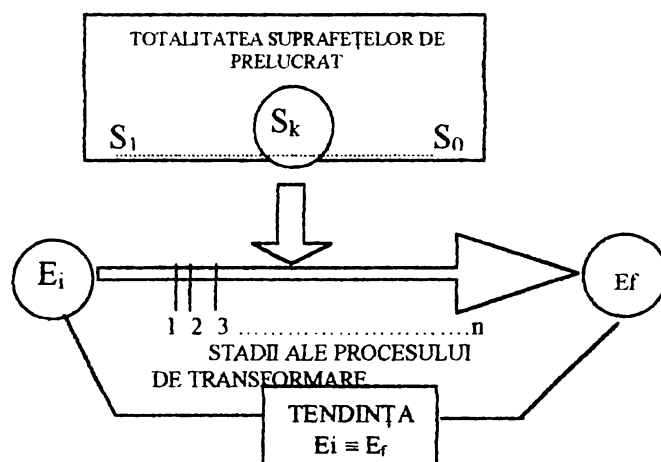 TOTALITATEA SUPRAFEȚELOR DE
PRELUCRAT
S1 Sk S0
Ei Ef
1 2 3 ........................n
STADII ALE PROCESULUI
DE TRANSFORMARE
TENDINȚA
Ei ≡ Ef